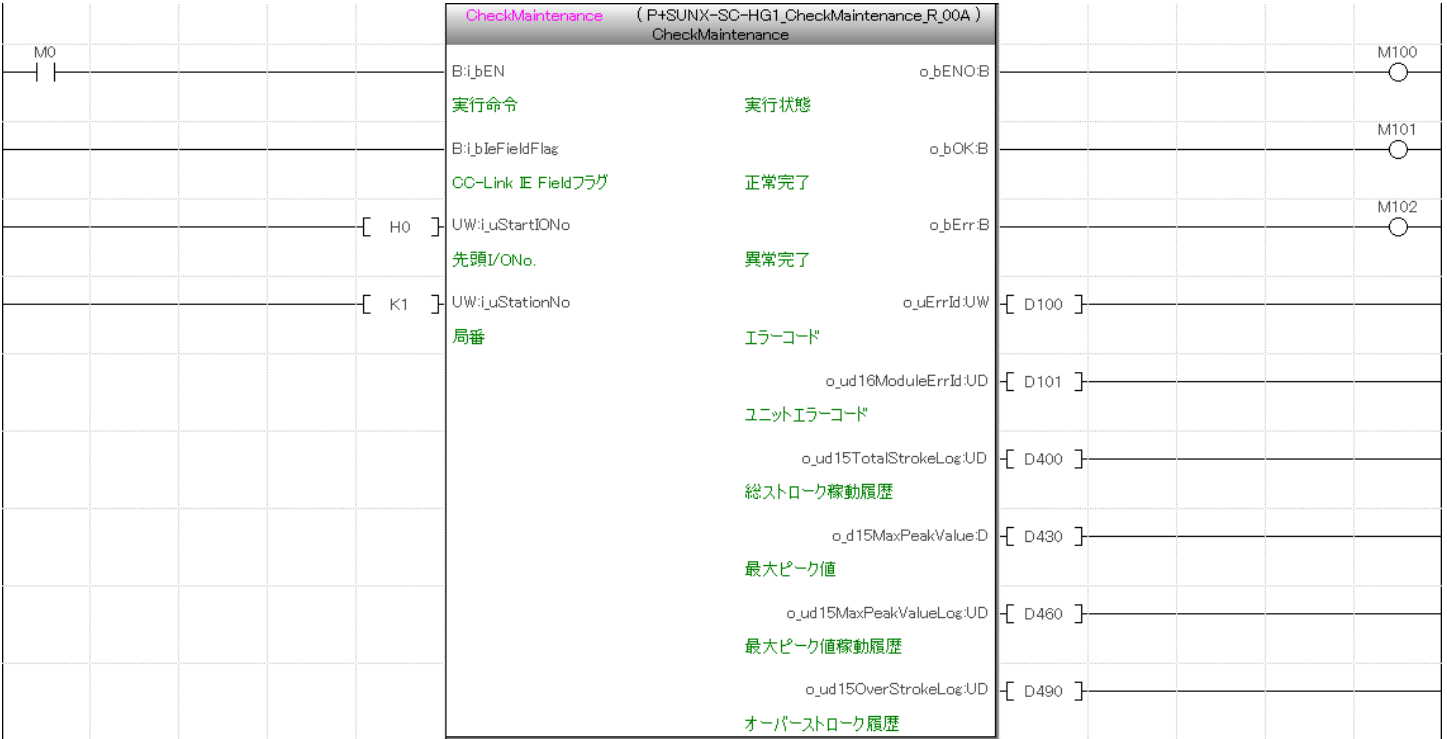 CheckMaintenance (P+SUNX-SC-HG1_CheckMaintenance_R_00A)
CheckMaintenance
M0
B:i_bEN
o_bENO:B
M100
実行命令
実行状態
B:i_bIeFieldFlag
o_bOK:B
M101
CC-Link IE Fieldフラグ
正常完了
H0
UW:i_uStartIONo
o_bErr:B
M102
先頭I/ONo.
異常完了
K1
UW:i_uStationNo
o_uErrId:UW
D100
局番
エラーコード
o_ud16ModuleErrId:UD
D101
ユニットエラーコード
o_ud15TotalStrokeLog:UD
D400
総ストローク稼動履歴
o_d15MaxPeakValue:D
D430
最大ピーク値
o_ud15MaxPeakValueLog:UD
D460
最大ピーク値稼動履歴
o_ud15OverStrokeLog:UD
D490
オーバーストローク履歴